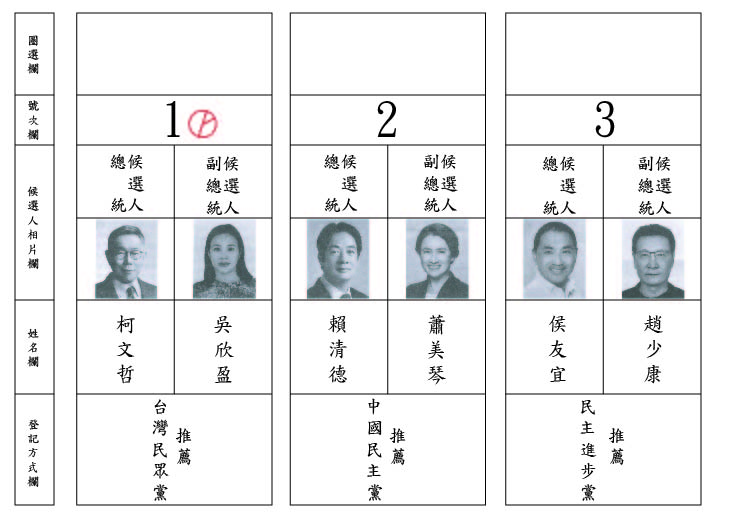 圈選欄
號次欄
候選人相片欄
姓名欄
登記方式欄
1
總統
候選人
副總統
候選人
柯文哲
吳欣盈
台灣民眾黨
推薦
2
總統
候選人
副總統
候選人
賴清德
蕭美琴
中國民主黨
推薦
3
總統
候選人
副總統
候選人
侯友宜
趙少康
民主進步黨
推薦